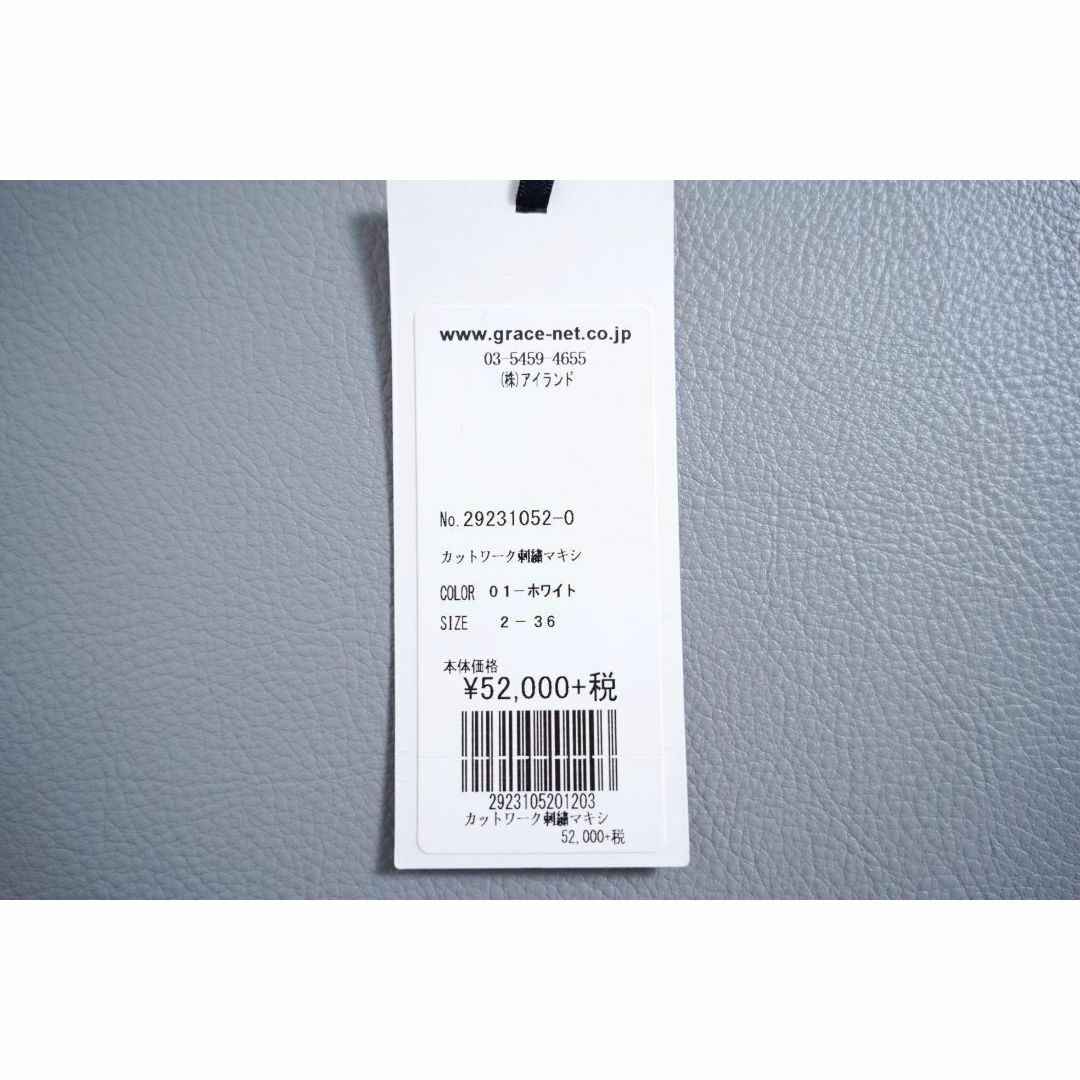 www.grace-net.co.jp
03-5459-4655
(株)アイランド
No.29231052-0
カットワーク刺繍マキシ
COLOR 01-ホワイト
SIZE 2-36
本体価格
¥52,000+税
2923105201203
カットワーク刺繍マキシ
52,000+税